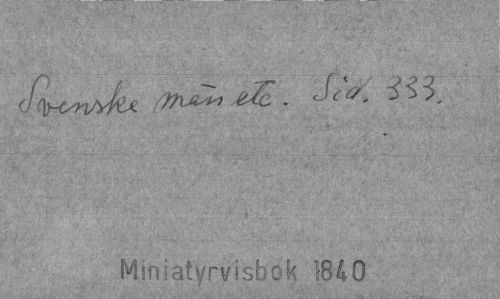 Svenske män etc. Sid. 333.
Miniatyrvisbok 1840